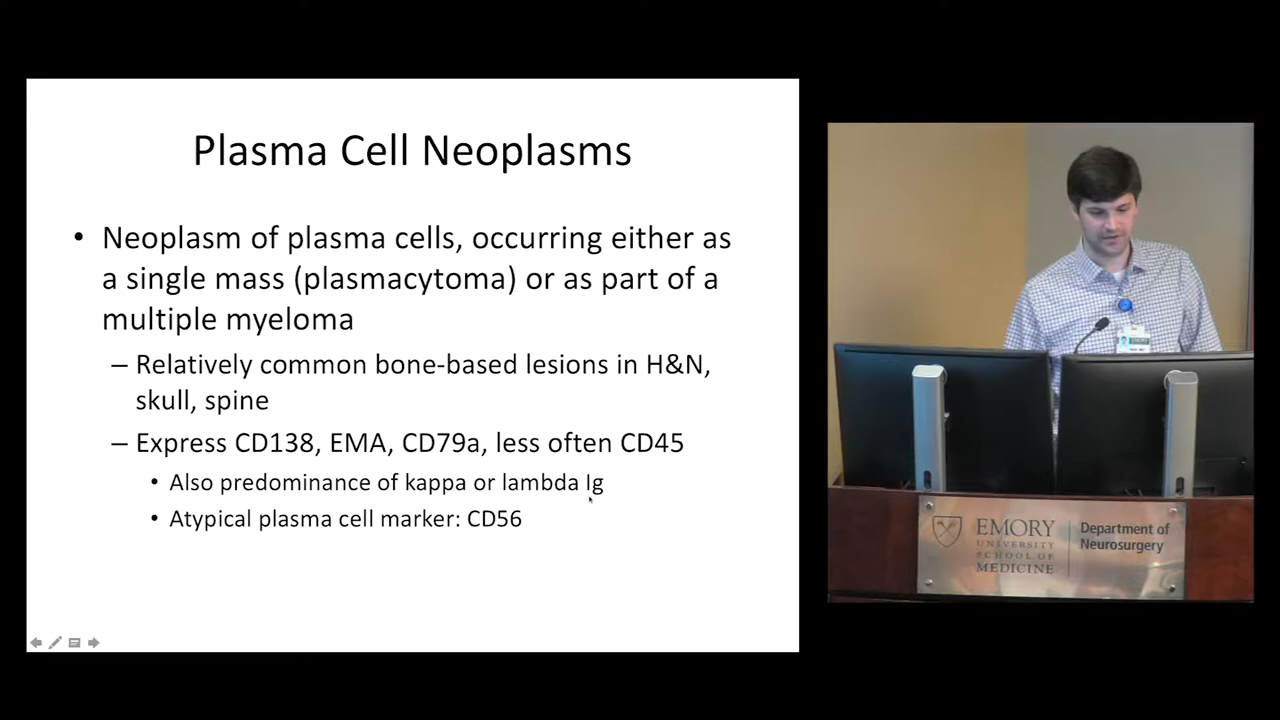 Plasma Cell Neoplasms
• Neoplasm of plasma cells, occurring either as
a single mass (plasmacytoma) or as part of a
multiple myeloma
– Relatively common bone-based lesions in H&N,
skull, spine
– Express CD138, EMA, CD79a, less often CD45
• Also predominance of kappa or lambda Ig
• Atypical plasma cell marker: CD56
EMORY
UNIVERSITY
SCHOOL OF
MEDICINE
Department of
Neurosurgery